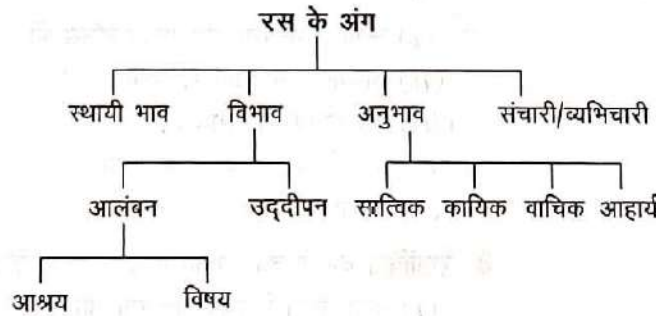 रस के अंग
स्थायी भाव विभाव अनुभाव संचारी/व्यभिचारी
आलंबन उद्दीपन सात्विक कायिक वाचिक आहार्य
आश्रय विषय